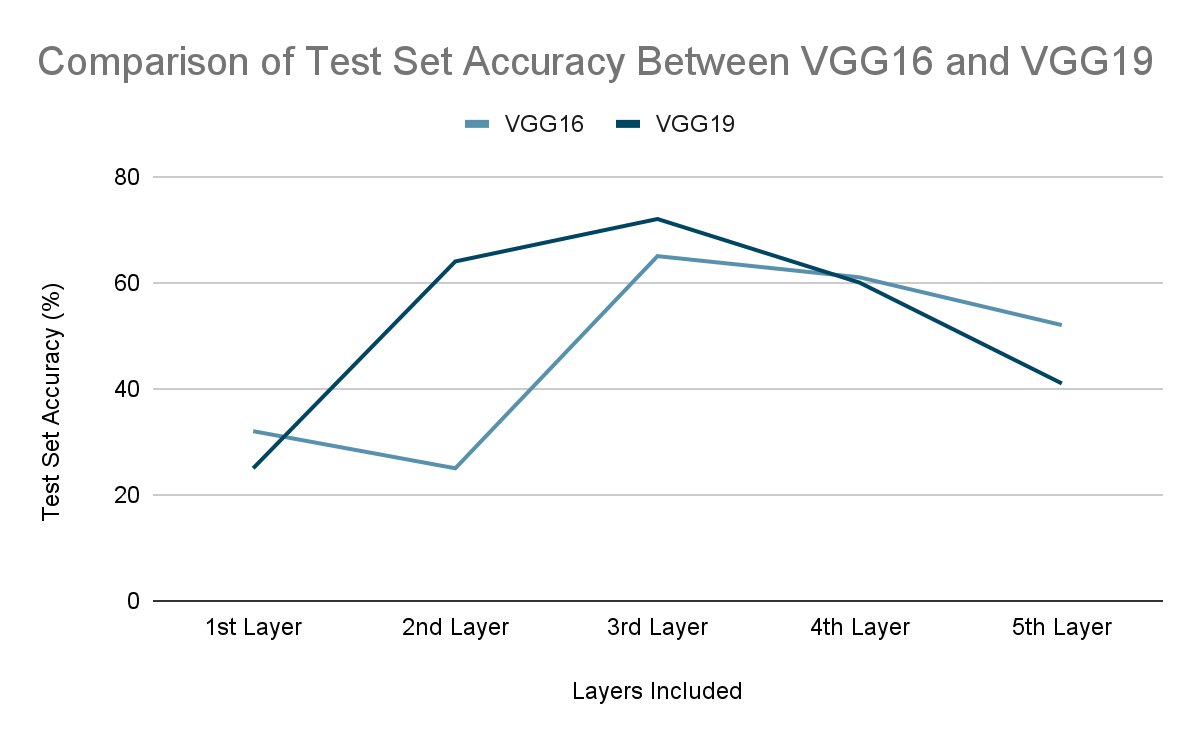 Comparison of Test Set Accuracy Between VGG16 and VGG19
VGG16 VGG19
80
60
40
20
0
Test Set Accuracy (%)
1st Layer 2nd Layer 3rd Layer 4th Layer 5th Layer
Layers Included